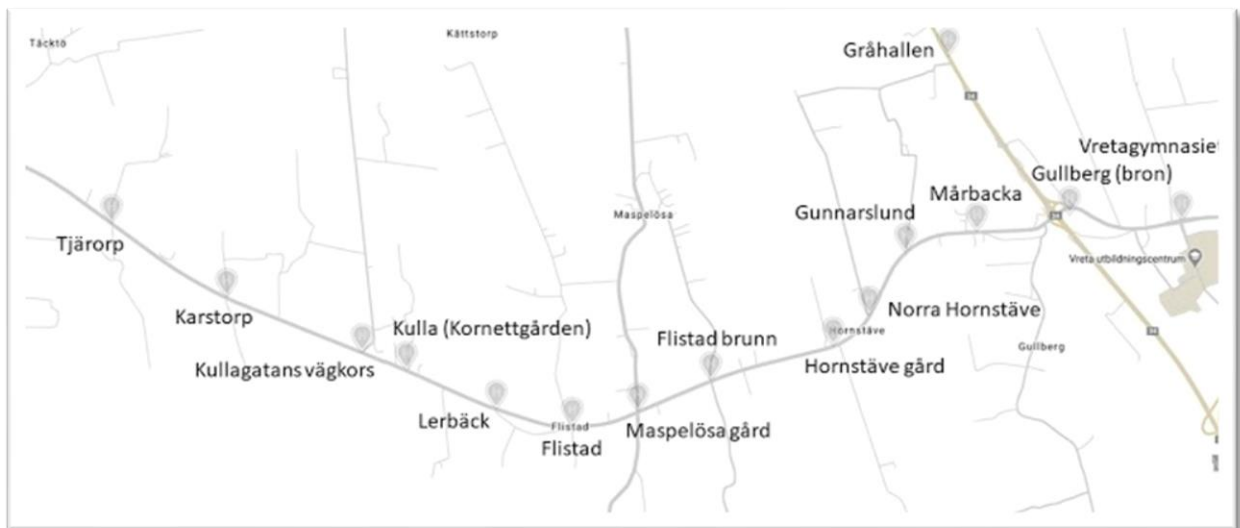 Täcktö
Kättstorp
Gråhallen
Vretagymnasiet
Gullberg (bron)
Mårbacka
Maspelösa
Gunnarslund
Tjärorp
Vreta utbildningscentrum
Karstorp
Norra Hornstäve
Kulla (Kornettgården)
Hornstäve
Flistad brunn
Gullberg
Kullagatans vägkors
Hornstäve gård
Lerbäck
Flistad
Maspelösa gård
Flistad